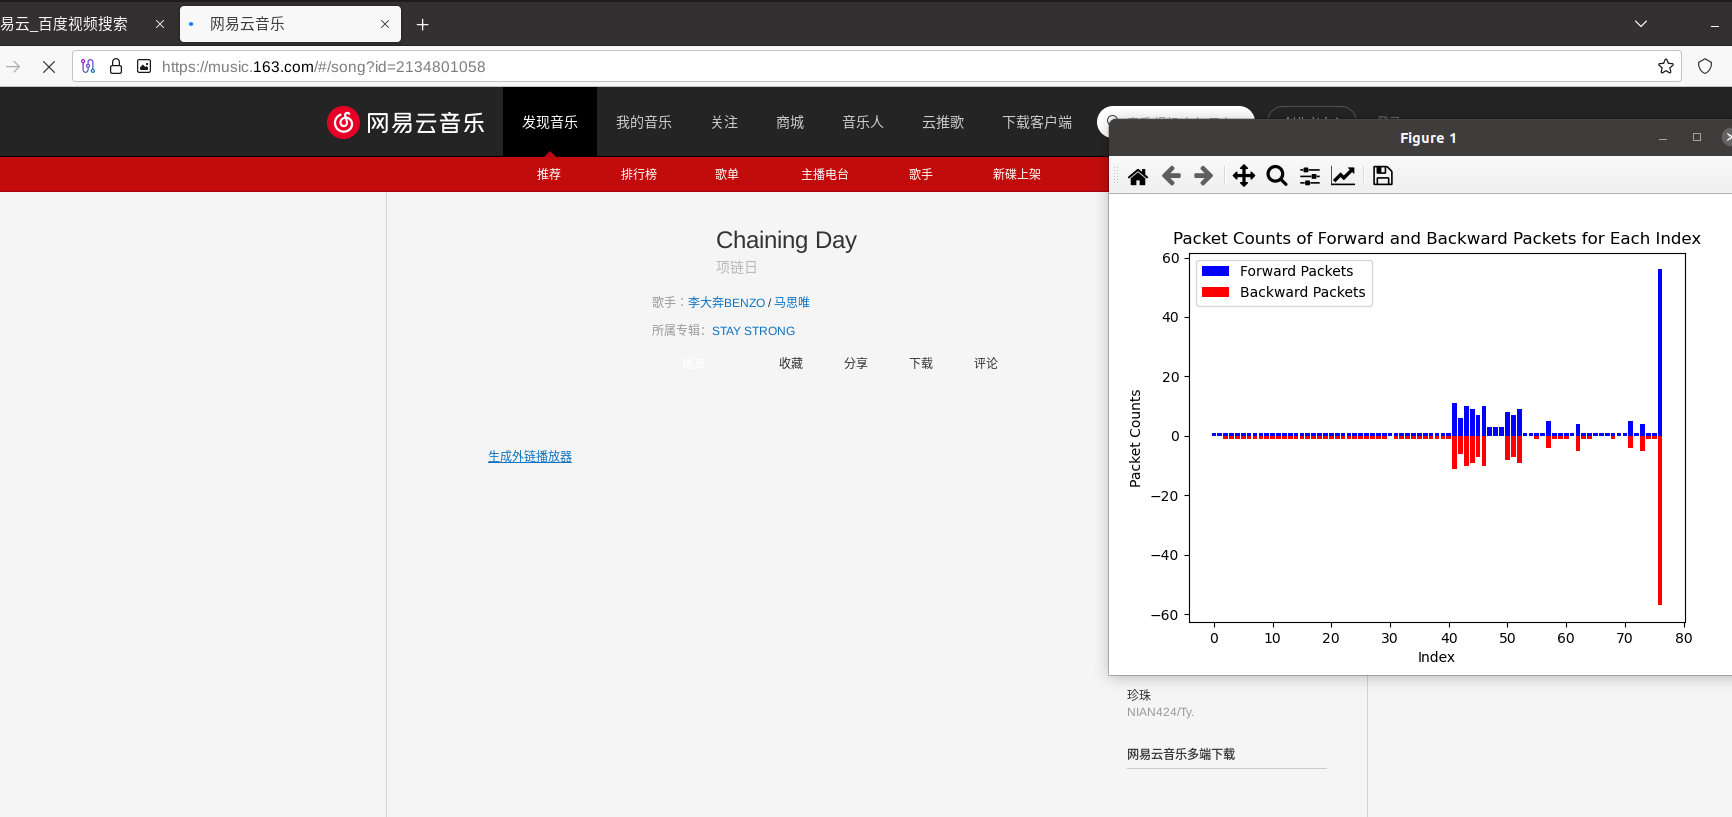 易云_百度视频搜索
网易云音乐
https://music.163.com/#/song?id=2134801058
网易云音乐
发现音乐
我的音乐
关注
商城
音乐人
云推歌
下载客户端
推荐
排行榜
歌单
主播电台
歌手
新碟上架
Chaining Day
项链日
歌手：李大奔BENZO / 马思唯
所属专辑：STAY STRONG
播放
收藏
分享
下载
评论
生成外链播放器
Figure 1
Packet Counts of Forward and Backward Packets for Each Index
Forward Packets
Backward Packets
Packet Counts
60
40
20
0
−20
−40
−60
0 10 20 30 40 50 60 70 80
Index
珍珠
NIAN424/Ty.
网易云音乐多端下载